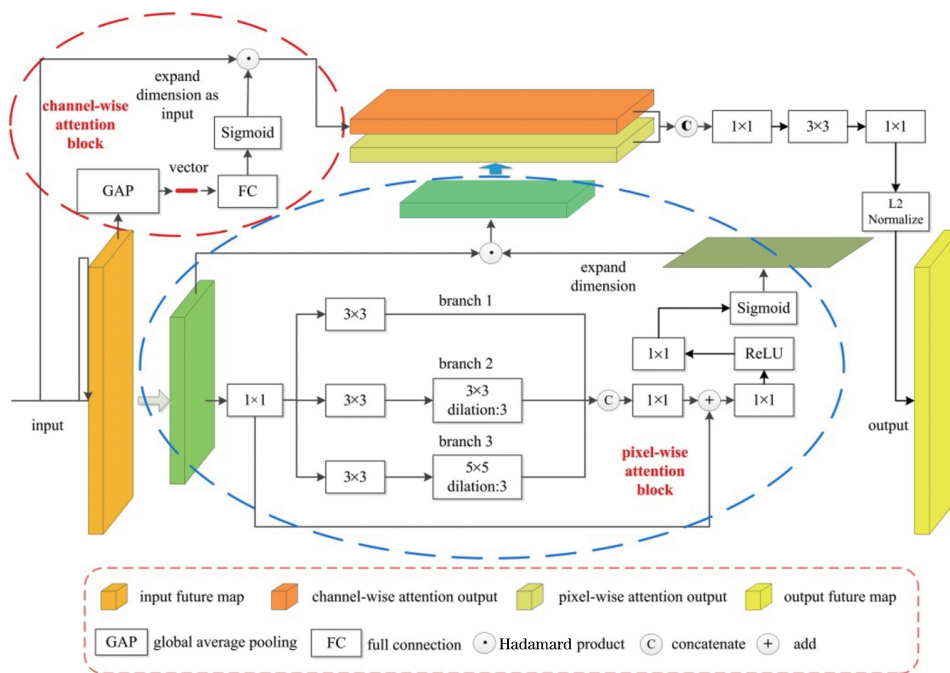 expand
dimension as
input
channel-wise
attention
block
Sigmoid
vector
GAP
FC
C
1×1
3×3
1×1
L2
Normalize
expand
dimension
branch 1
3×3
Sigmoid
1×1
ReLU
branch 2
1×1
3×3
3×3
dilation:3
C
1×1
+
1×1
input
output
branch 3
3×3
5×5
dilation:3
pixel-wise
attention
block
input future map
channel-wise attention output
pixel-wise attention output
output future map
GAP global average pooling
FC full connection
Hadamard product
C concatenate
+ add